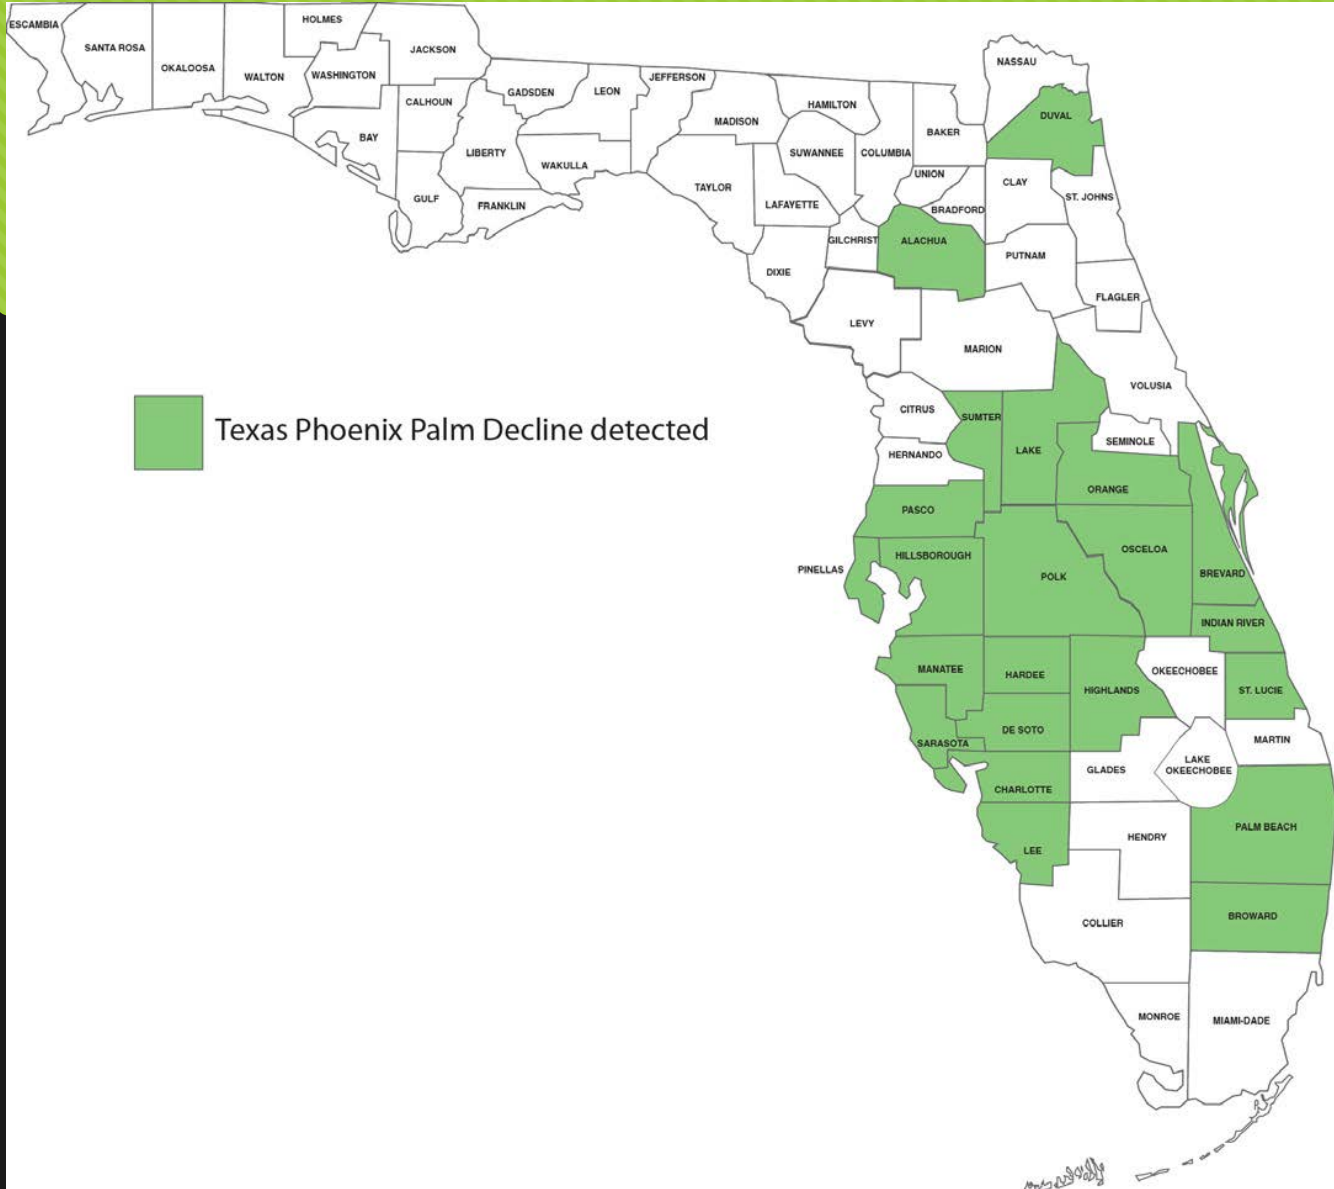 ESCAMBIA
SANTA ROSA
OKALOOSA
WALTON
HOLMES
WASHINGTON
JACKSON
BAY
CALHOUN
GULF
LIBERTY
GADSDEN
FRANKLIN
LEON
WAKULLA
JEFFERSON
MADISON
TAYLOR
HAMILTON
SUWANNEE
LAFAYETTE
DIXIE
COLUMBIA
GILCHRIST
BAKER
UNION
BRADFORD
ALACHUA
LEVY
NASSAU
DUVAL
CLAY
ST. JOHNS
PUTNAM
FLAGLER
MARION
VOLUSIA
CITRUS
SUMTER
HERNANDO
LAKE
SEMINOLE
Texas Phoenix Palm Decline detected
ORANGE
PASCO
PINELLAS
HILLSBOROUGH
POLK
OSCELOA
BREVARD
INDIAN RIVER
MANATEE
HARDEE
HIGHLANDS
OKEECHOBEE
ST. LUCIE
SARASOTA
DE SOTO
MARTIN
CHARLOTTE
GLADES
LAKE
OKEECHOBEE
LEE
HENDRY
PALM BEACH
COLLIER
BROWARD
MONROE
MIAMI-DADE